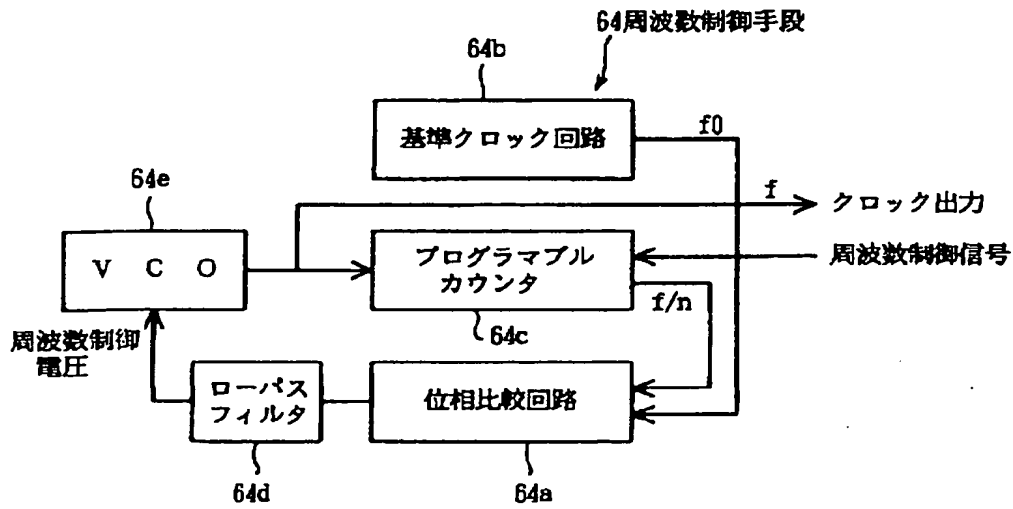 64周波数制御手段
64b
基準クロック回路
f0
64e
f
クロック出力
V C O
プログラマブル
カウンタ
周波数制御信号
f/n
64c
周波数制御
電圧
ローパス
フィルタ
位相比較回路
64d
64a